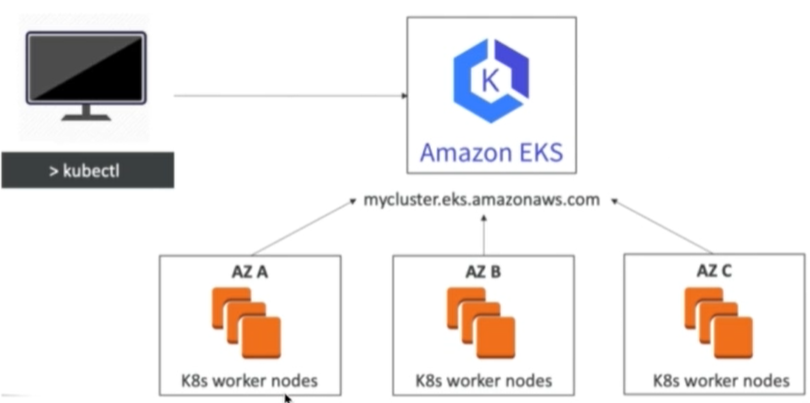 K
Amazon EKS
> kubectl
mycluster.eks.amazonaws.com
AZ A
AZ B
AZ C
K8s worker nodes
K8s worker nodes
K8s worker nodes